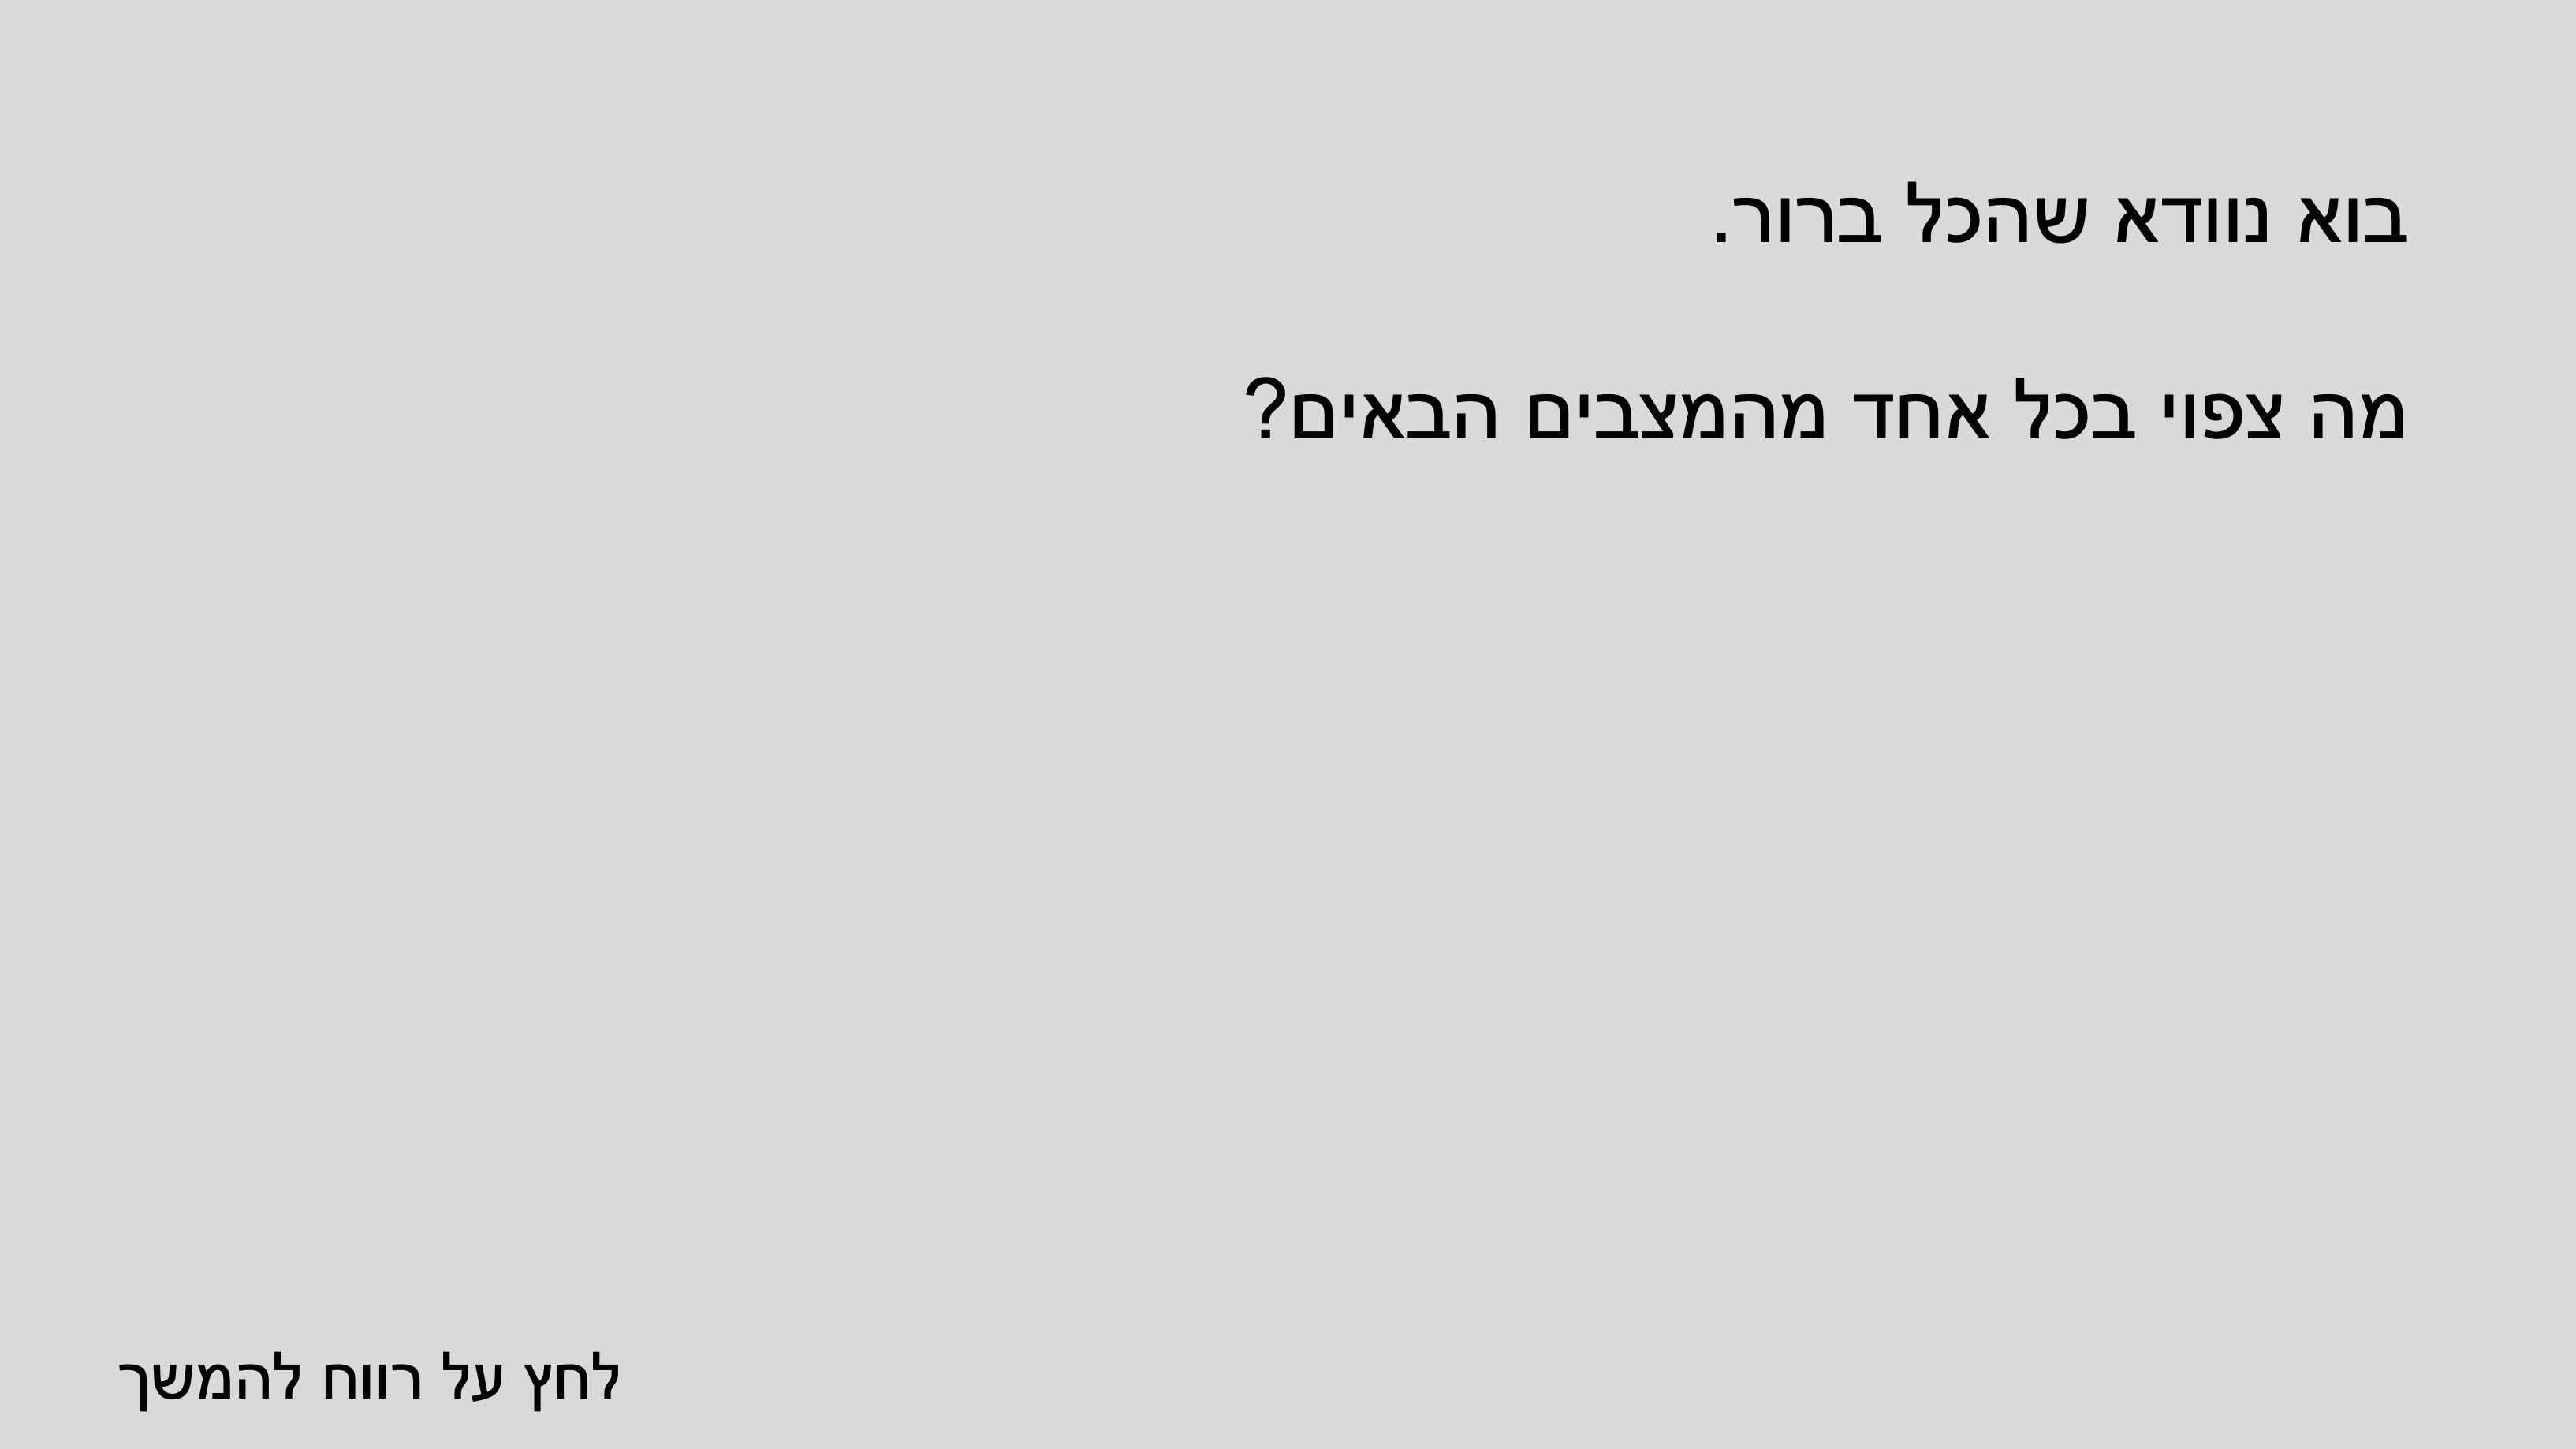 בוא נוודא שהכל ברור.
מה צפוי בכל אחד מהמצבים הבאים?
לחץ על רווח להמשך